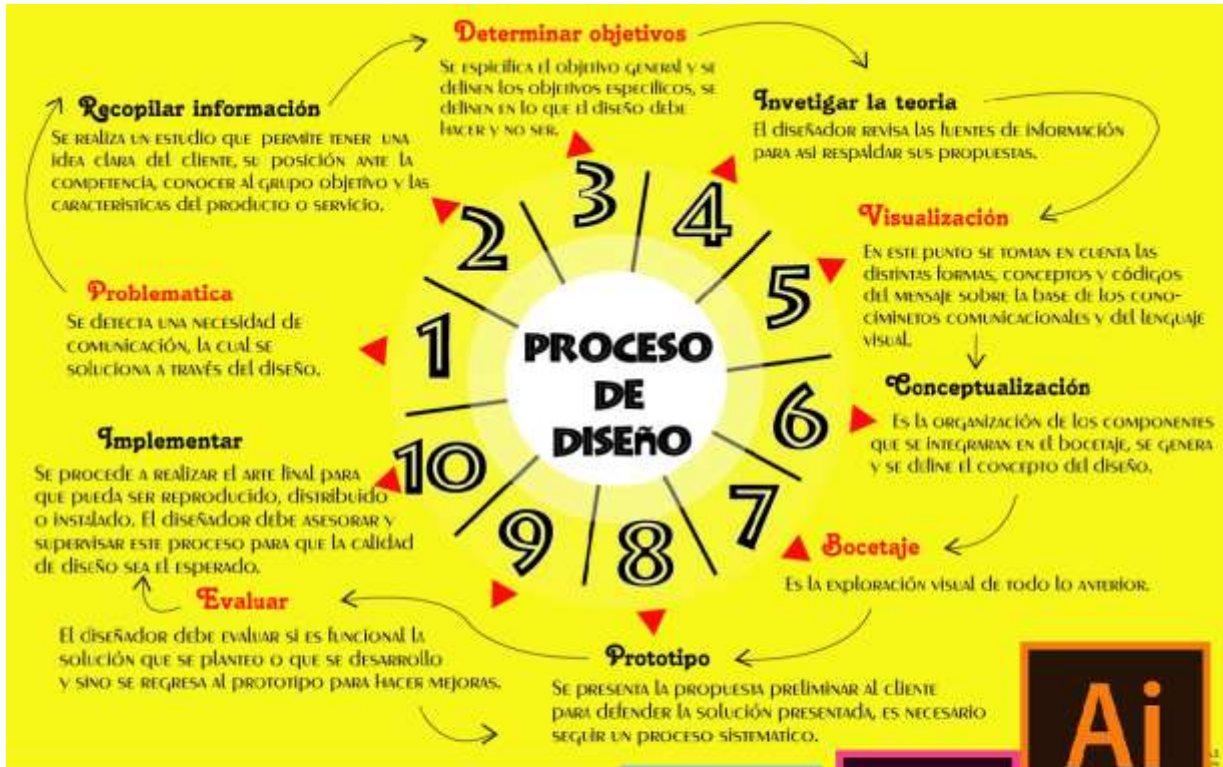 Determinar objetivos
Se espicifica el objetivo general y se
definen los objetivos específicos, se
definen en lo que el diseño debe
hacer y no ser.
Recopilar información
Se realiza un estudio que permite tener una
idea clara del cliente, su posición ante la
competencia, conocer al grupo objetivo y las
características del producto o servicio.
Invetigar la teoria
El diseñador revisa las fuentes de información
para asi respaldar sus propuestas.
Visualización
En este punto se toman en cuenta las
distintas formas, conceptos y códigos
del mensaje sobre la base de los cono-
ciminetos comunicacionales y del lenguaje
visual.
Problematica
Se detecta una necesidad de
comunicación, la cual se
soluciona a través del diseño.
1
2
3
4
5
6
7
8
9
10
PROCESO
DE
DISEÑO
Conceptualización
Es la organización de los componentes
que se integraran en el bocetaje, se genera
y se define el concepto del diseño.
Bocetaje
Es la exploración visual de todo lo anterior.
Prototipo
Se presenta la propuesta preliminar al cliente
para defender la solución presentada, es necesario
seguir un proceso sistematico.
Evaluar
El diseñador debe evaluar si es funcional la
solución que se planteo o que se desarrollo
y sino se regresa al prototipo para hacer mejoras.
Implementar
Se procede a realizar el arte final para
que pueda ser reproducido, distribuido
o instalado. El diseñador debe asesorar y
supervisar este proceso para que la calidad
de diseño sea el esperado.
Ai